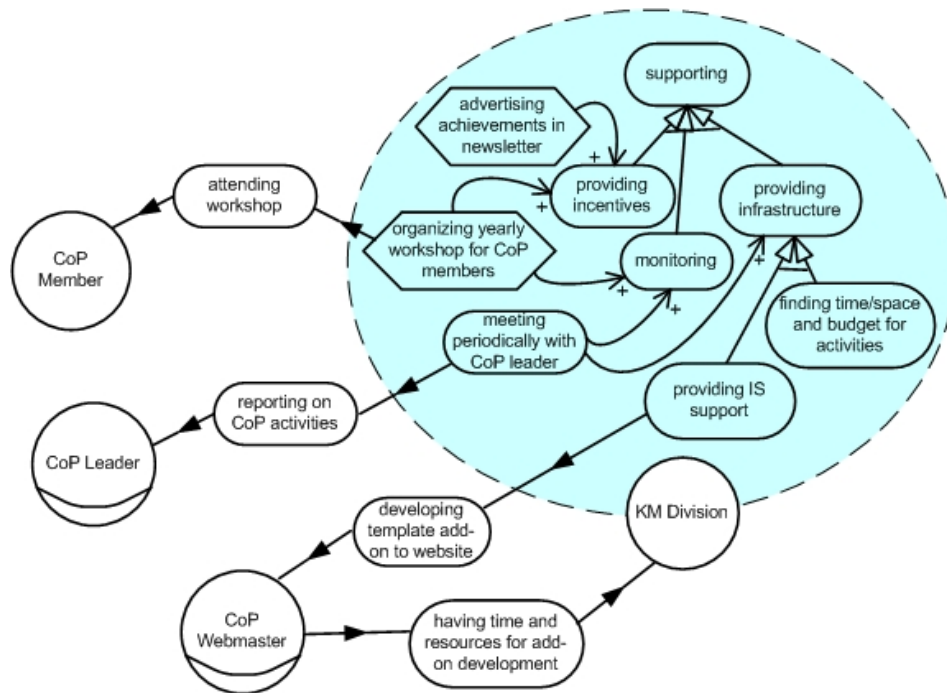 supporting
advertising
achievements in
newsletter
+
providing
incentives
+
providing
infrastructure
+
attending
workshop
organizing yearly
workshop for CoP
members
monitoring
+
+
CoP
Member
finding time/space
and budget for
activities
meeting
periodically with
CoP leader
providing IS
support
reporting on
CoP activities
CoP Leader
KM Division
developing
template add-
on to website
CoP
Webmaster
having time and
resources for add-
on development